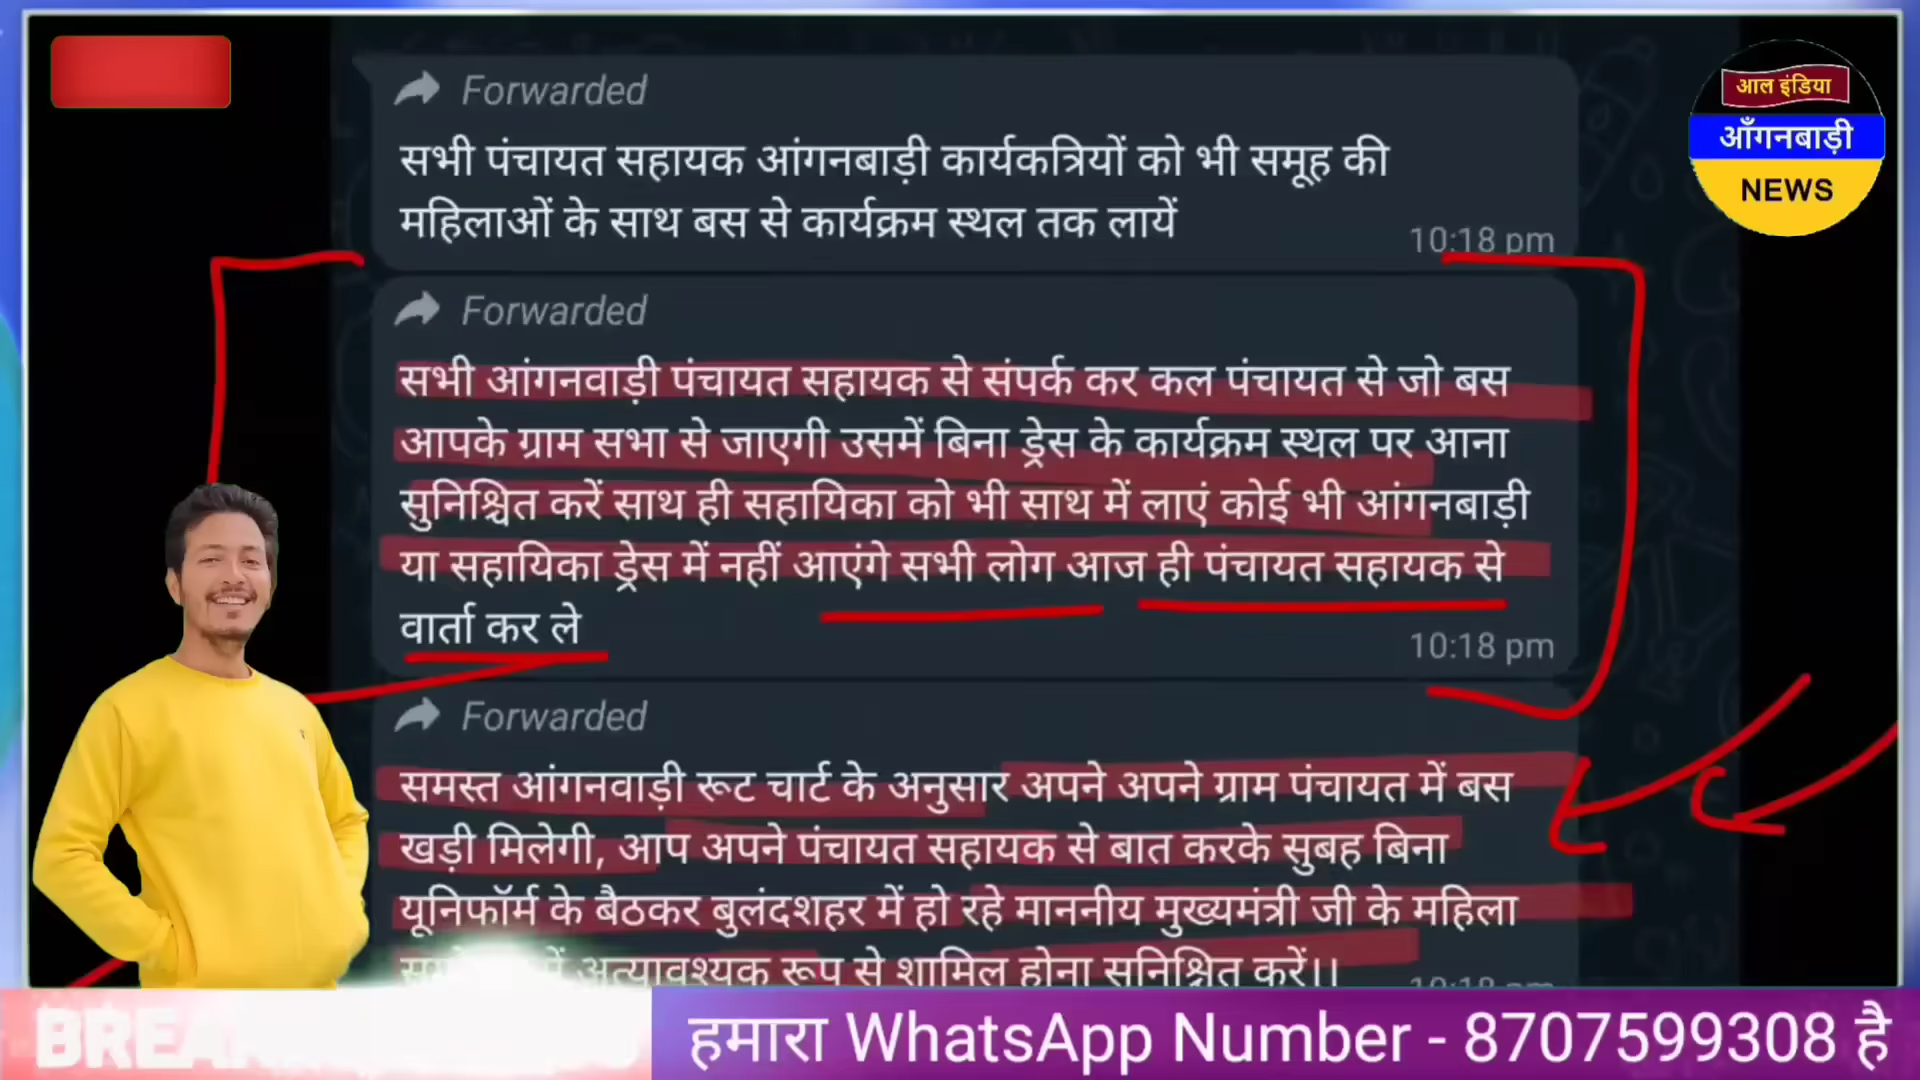 Forwarded
सभी पंचायत सहायक आंगनबाड़ी कार्यकत्रियों को भी समूह की
महिलाओं के साथ बस से कार्यक्रम स्थल तक लायें
10:18 pm
आल इंडिया
आँगनबाड़ी
NEWS
Forwarded
सभी आंगनवाड़ी पंचायत सहायक से संपर्क कर कल पंचायत से जो बस
आपके ग्राम सभा से जाएगी उसमें बिना ड्रेस के कार्यक्रम स्थल पर आना
सुनिश्चित करें साथ ही सहायिका को भी साथ में लाएं कोई भी आंगनबाड़ी
या सहायिका ड्रेस में नहीं आएंगे सभी लोग आज ही पंचायत सहायक से
वार्ता कर ले
10:18 pm
Forwarded
समस्त आंगनवाड़ी रूट चार्ट के अनुसार अपने अपने ग्राम पंचायत में बस
खड़ी मिलेगी, आप अपने पंचायत सहायक से बात करके सुबह बिना
यूनिफॉर्म के बैठकर बुलंदशहर में हो रहे माननीय मुख्यमंत्री जी के महिला
में अत्यावश्यक रूप से शामिल होना सुनिश्चित करें।।
हमारा WhatsApp Number - 8707599308 है